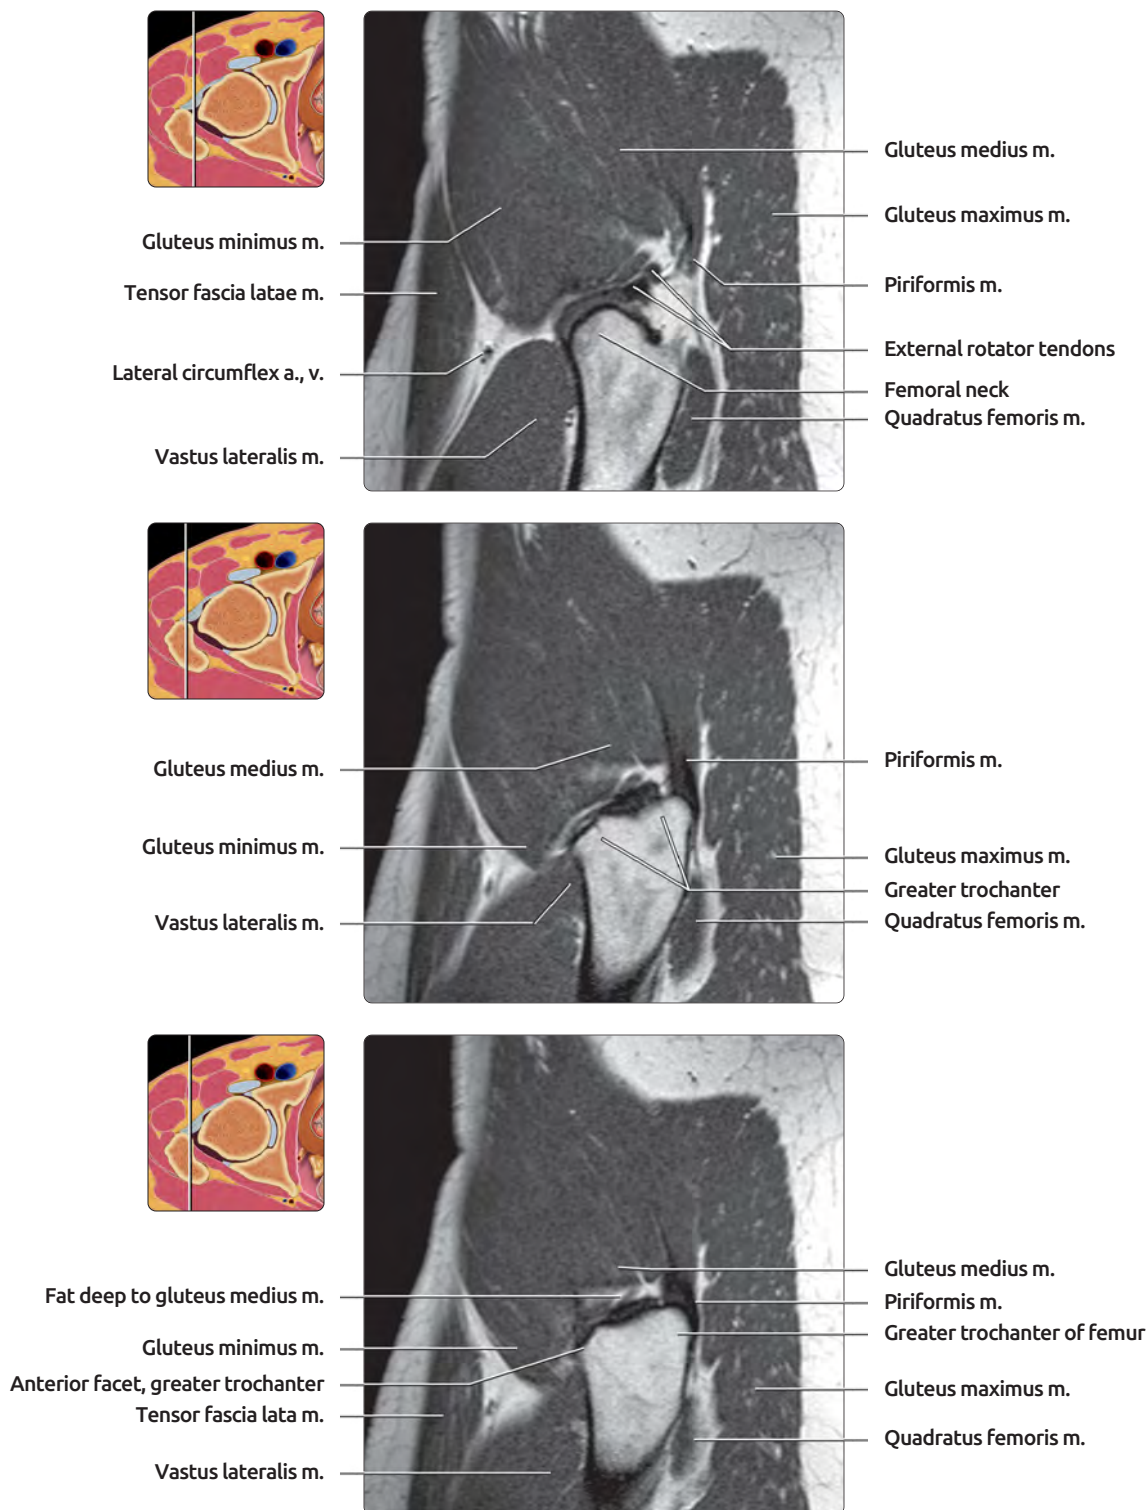 Gluteus medius m.
Gluteus maximus m.
Gluteus minimus m.
Piriformis m.
Tensor fascia latae m.
External rotator tendons
Lateral circumflex a., v.
Femoral neck
Quadratus femoris m.
Vastus lateralis m.
Gluteus medius m.
Piriformis m.
Gluteus minimus m.
Gluteus maximus m.
Greater trochanter
Vastus lateralis m.
Quadratus femoris m.
Gluteus medius m.
Fat deep to gluteus medius m.
Piriformis m.
Greater trochanter of femur
Gluteus minimus m.
Anterior facet, greater trochanter
Gluteus maximus m.
Tensor fascia lata m.
Quadratus femoris m.
Vastus lateralis m.